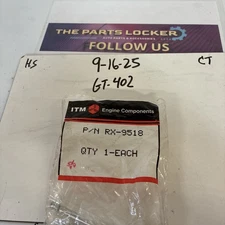 THE PARTS LOCKER
FOLLOW US
HS
9-16-25
CT
GT-402
ITM Engine Components
P/N RX-9518
QTY 1-EACH